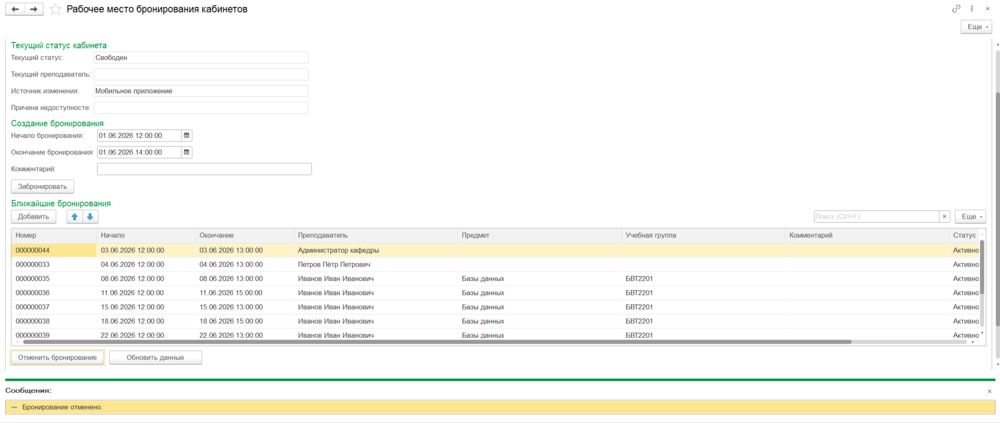 Рабочее место бронирования кабинетов
Еще
Текущий статус кабинета
Текущий статус: Свободен
Текущий преподаватель:
Источник изменения: Мобильное приложение
Причина недоступности:
Создание бронирования
Начало бронирования: 01.06.2026 12:00:00
Окончание бронирования: 01.06.2026 14:00:00
Комментарий:
Забронировать
Ближайшие бронирования
Добавить Поиск (Ctrl+F) × Еще
Номер Начало Окончание Преподаватель Предмет Учебная группа Комментарий Статус
000000044 03.06.2026 12:00:00 03.06.2026 13:00:00 Администратор кафедры Активно
000000033 04.06.2026 12:00:00 04.06.2026 13:00:00 Петров Пётр Петрович Активно
000000035 08.06.2026 12:00:00 08.06.2026 13:00:00 Иванов Иван Иванович Базы данных БВТ2201 Активно
000000036 11.06.2026 12:00:00 11.06.2026 15:00:00 Иванов Иван Иванович Базы данных БВТ2201 Активно
000000037 15.06.2026 12:00:00 15.06.2026 13:00:00 Иванов Иван Иванович Базы данных БВТ2201 Активно
000000038 18.06.2026 12:00:00 18.06.2026 15:00:00 Иванов Иван Иванович Базы данных БВТ2201 Активно
000000039 22.06.2026 12:00:00 22.06.2026 13:00:00 Иванов Иван Иванович Базы данных БВТ2201 Активно
Отменить бронирование Обновить данные
Сообщения:
Бронирование отменено.